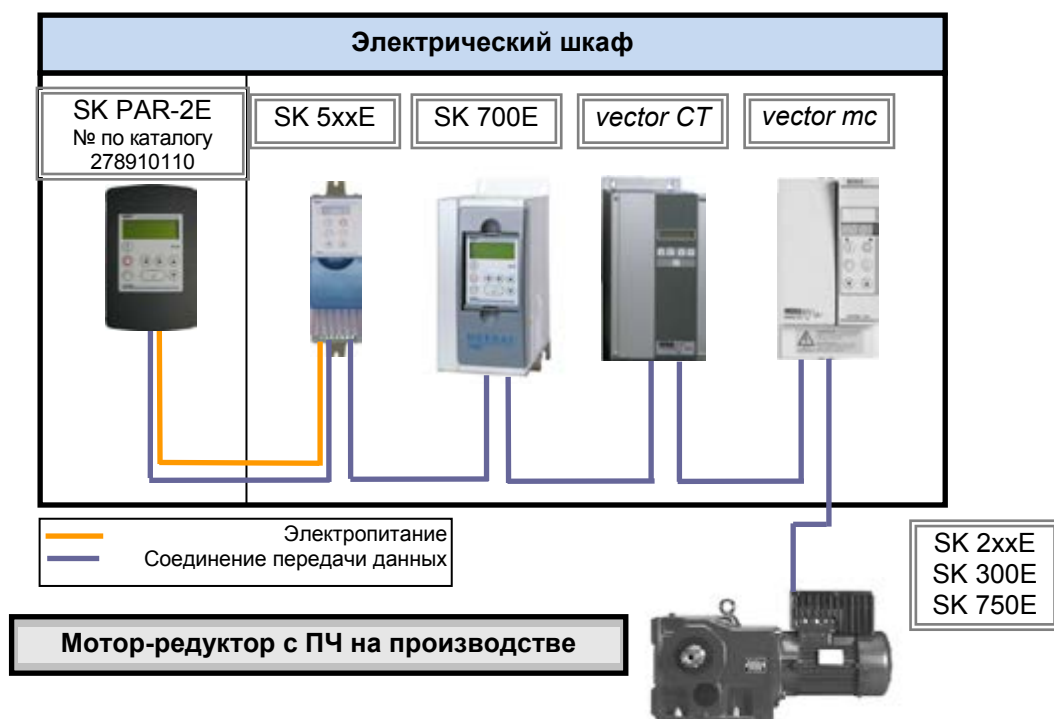 Электрический шкаф
SK PAR-2E
№ по каталогу
278910110
SK 5xxE
SK 700E
vector CT
vector mc
Электропитание
Соединение передачи данных
SK 2xxE
SK 300E
SK 750E
Мотор-редуктор с ПЧ на производстве